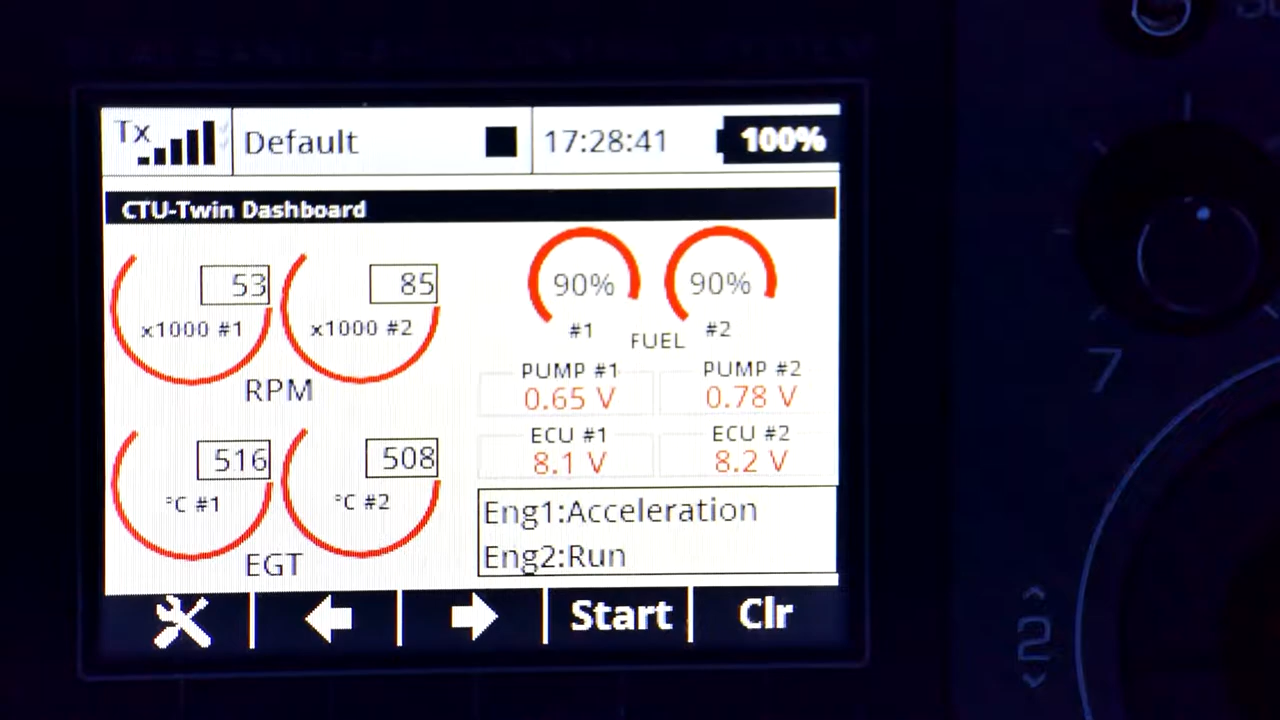 Tx Default 17:28:41 100%
CTU-Twin Dashboard
53 85
x1000 #1 x1000 #2
RPM
516 508
°C #1 °C #2
EGT
90% 90%
#1 FUEL #2
PUMP #1 PUMP #2
0.65 V 0.78 V
ECU #1 ECU #2
8.1 V 8.2 V
Eng1:Acceleration
Eng2:Run
Start Clr
7
2